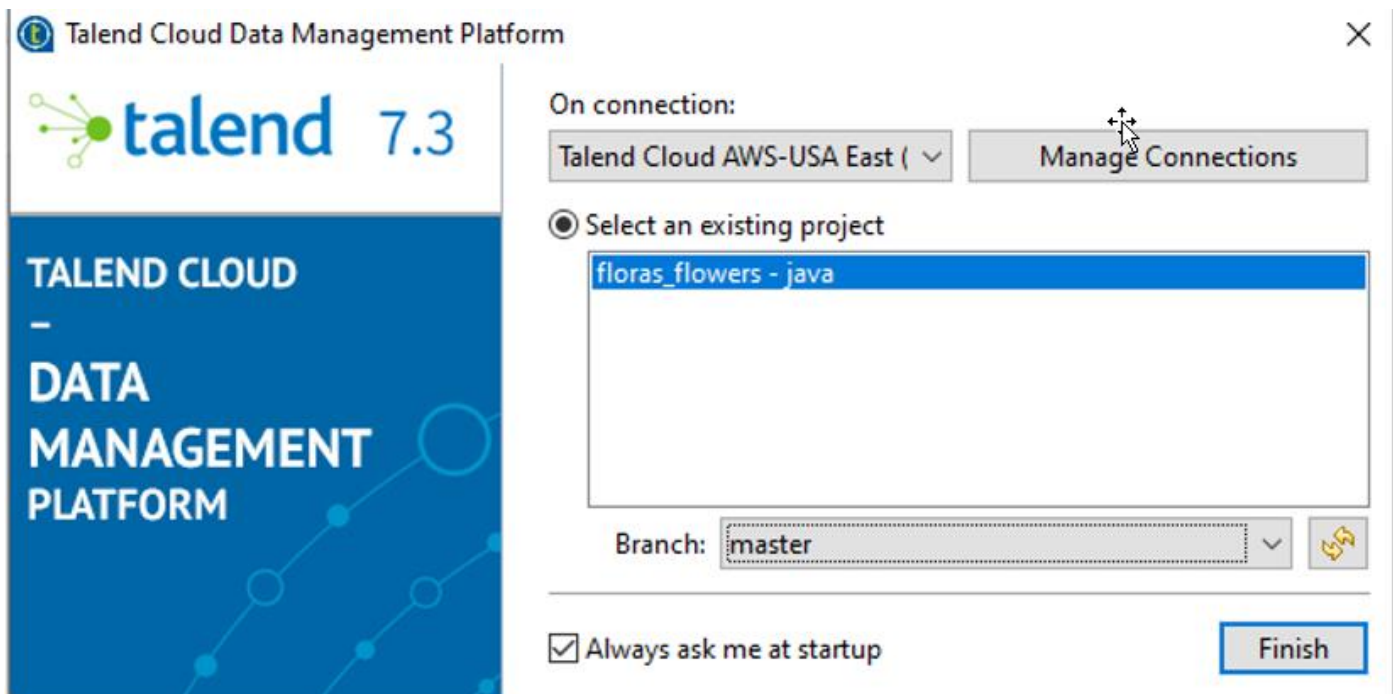 Talend Cloud Data Management Platform
talend 7.3
TALEND CLOUD
–
DATA
MANAGEMENT
PLATFORM
On connection:
Talend Cloud AWS-USA East (
Manage Connections
Select an existing project
floras_flowers - java
Branch: master
Always ask me at startup
Finish